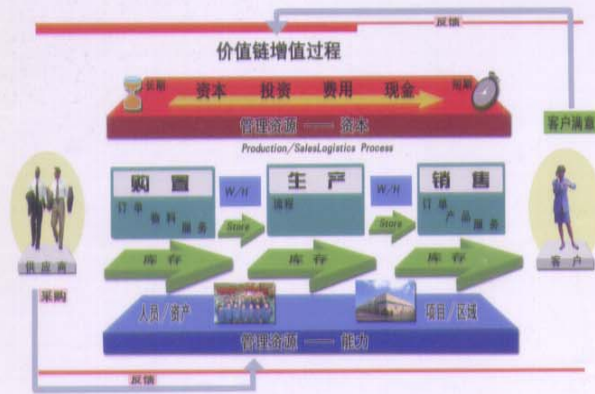 反馈
价值链增值过程
长期 资本 投资 费用 现金 短期
管理资源 —— 资本
客户满意
Production/SalesLogistics Process
购置 W/H 生产 W/H 销售
订单 物料 服务
Store
流程
Store
订单 产品 服务
供应商
库存 库存 库存
客户
采购
人员/资产 项目/区域
管理资源 —— 能力
反馈